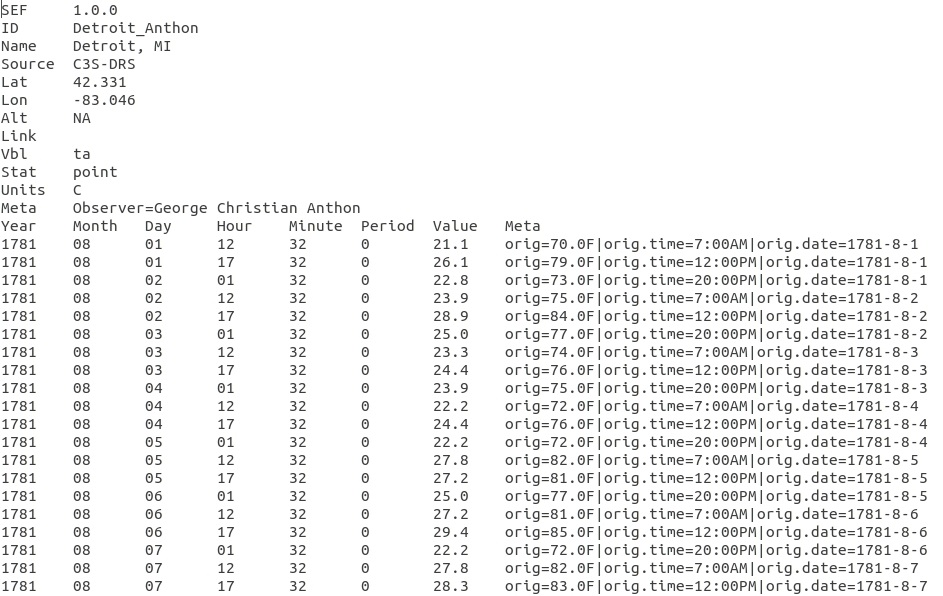 SEF	1.0.0
ID	Detroit_Anthon
Name	Detroit, MI
Source	C3S-DRS
Lat	42.331
Lon	-83.046
Alt	NA
Link
Vbl	ta
Stat	point
Units	C
Meta	Observer=George Christian Anthon
Year	Month	Day	Hour	Minute	Period	Value	Meta
1781	08	01	12	32	0	21.1	orig=70.0F|orig.time=7:00AM|orig.date=1781-8-1
1781	08	01	17	32	0	26.1	orig=79.0F|orig.time=12:00PM|orig.date=1781-8-1
1781	08	02	01	32	0	22.8	orig=73.0F|orig.time=20:00PM|orig.date=1781-8-1
1781	08	02	12	32	0	23.9	orig=75.0F|orig.time=7:00AM|orig.date=1781-8-2
1781	08	02	17	32	0	28.9	orig=84.0F|orig.time=12:00PM|orig.date=1781-8-2
1781	08	03	01	32	0	25.0	orig=77.0F|orig.time=20:00PM|orig.date=1781-8-2
1781	08	03	12	32	0	23.3	orig=74.0F|orig.time=7:00AM|orig.date=1781-8-3
1781	08	03	17	32	0	24.4	orig=76.0F|orig.time=12:00PM|orig.date=1781-8-3
1781	08	04	01	32	0	23.9	orig=75.0F|orig.time=20:00PM|orig.date=1781-8-3
1781	08	04	12	32	0	22.2	orig=72.0F|orig.time=7:00AM|orig.date=1781-8-4
1781	08	04	17	32	0	24.4	orig=76.0F|orig.time=12:00PM|orig.date=1781-8-4
1781	08	05	01	32	0	22.2	orig=72.0F|orig.time=20:00PM|orig.date=1781-8-4
1781	08	05	12	32	0	27.8	orig=82.0F|orig.time=7:00AM|orig.date=1781-8-5
1781	08	05	17	32	0	27.2	orig=81.0F|orig.time=12:00PM|orig.date=1781-8-5
1781	08	06	01	32	0	25.0	orig=77.0F|orig.time=20:00PM|orig.date=1781-8-5
1781	08	06	12	32	0	27.2	orig=81.0F|orig.time=7:00AM|orig.date=1781-8-6
1781	08	06	17	32	0	29.4	orig=85.0F|orig.time=12:00PM|orig.date=1781-8-6
1781	08	07	01	32	0	22.2	orig=72.0F|orig.time=20:00PM|orig.date=1781-8-6
1781	08	07	12	32	0	27.8	orig=82.0F|orig.time=7:00AM|orig.date=1781-8-7
1781	08	07	17	32	0	28.3	orig=83.0F|orig.time=12:00PM|orig.date=1781-8-7